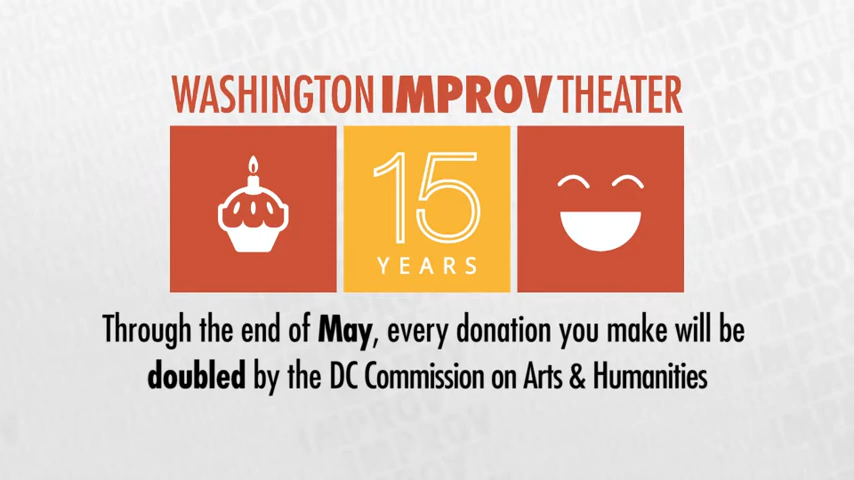 WASHINGTON IMPROV THEATER
15
YEARS
Through the end of May, every donation you make will be
doubled by the DC Commission on Arts & Humanities